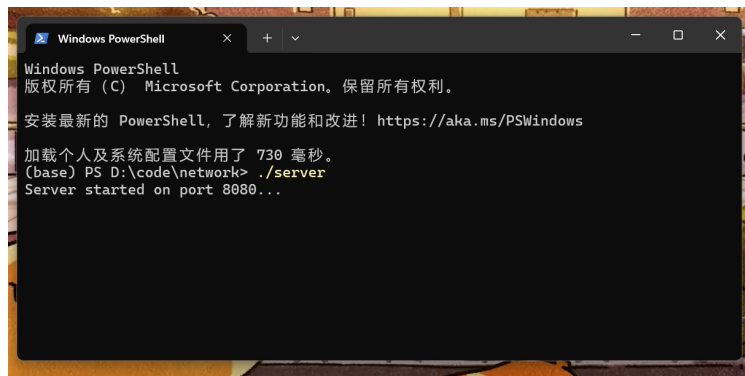 Windows PowerShell
Windows PowerShell
版权所有 (C) Microsoft Corporation。保留所有权利。
安装最新的 PowerShell，了解新功能和改进！https://aka.ms/PSWindows
加载个人及系统配置文件用了 730 毫秒。
(base) PS D:\code\network> ./server
Server started on port 8080...